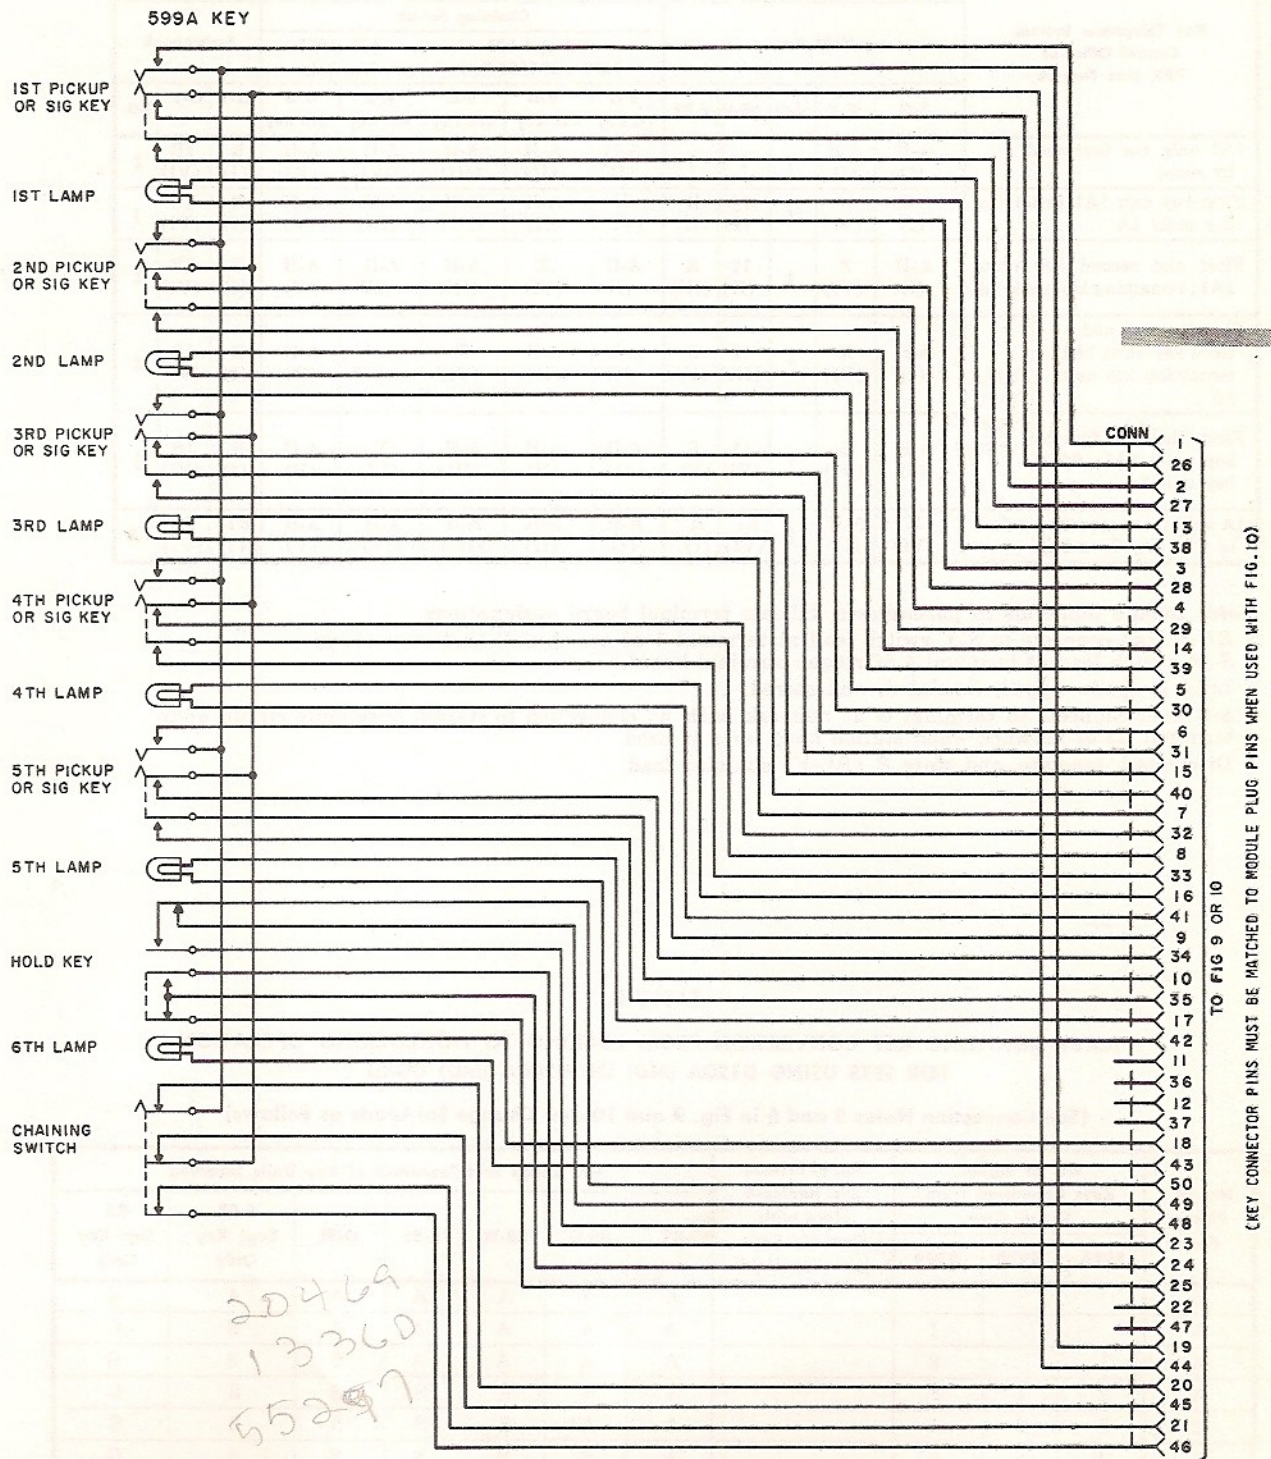 599A KEY
1ST PICKUP
OR SIG KEY
1ST LAMP
2ND PICKUP
OR SIG KEY
2ND LAMP
3RD PICKUP
OR SIG KEY
3RD LAMP
4TH PICKUP
OR SIG KEY
4TH LAMP
5TH PICKUP
OR SIG KEY
5TH LAMP
HOLD KEY
6TH LAMP
CHAINING
SWITCH
CONN
1
26
2
27
13
38
3
28
4
29
14
39
5
30
6
31
15
40
7
32
8
33
16
41
9
34
10
35
17
42
11
36
12
37
18
43
50
49
48
23
24
25
22
47
19
44
20
45
21
46
TO FIG 9 OR 10
(KEY CONNECTOR PINS MUST BE MATCHED TO MODULE PLUG PINS WHEN USED WITH FIG.10)
20469
13360